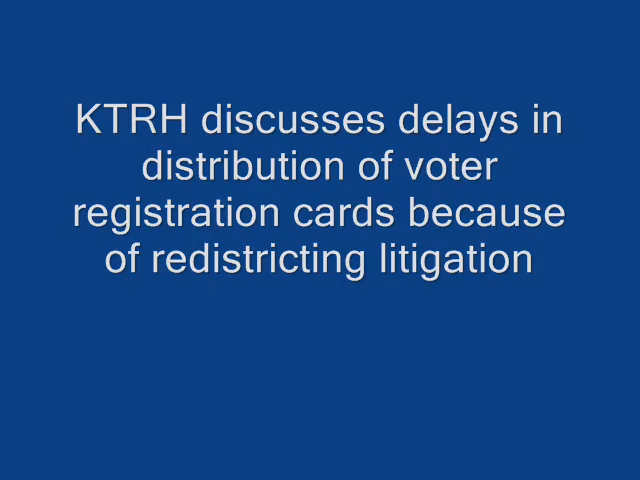 KTRH discusses delays in
distribution of voter
registration cards because
of redistricting litigation